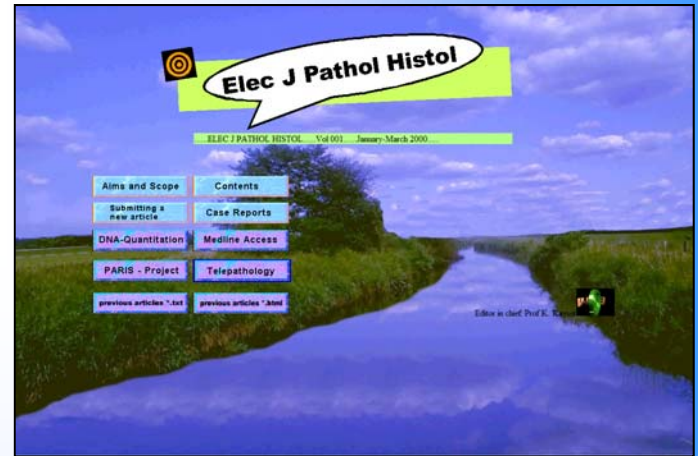 Elec J Pathol Histol
.....ELEC J PATHOL HISTOL......Vol 001......January-March 2000.....
Aims and Scope
Contents
Submitting a
new article
Case Reports
DNA-Quantitation
Medline Access
PARIS - Project
Telepathology
previous articles *.txt
previous articles *.html
Editor in chief: Prof K.